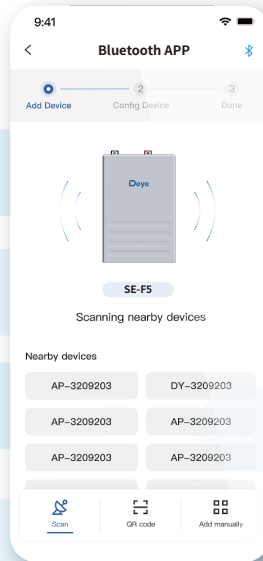 9:41
Bluetooth APP
2
3
Add Device
Config Device
Done
Deye
SE-F5
Scanning nearby devices
Nearby devices
AP-3209203
DY-3209203
AP-3209203
AP-3209203
AP-3209203
AP-3209203
Scan
QR code
Add manually